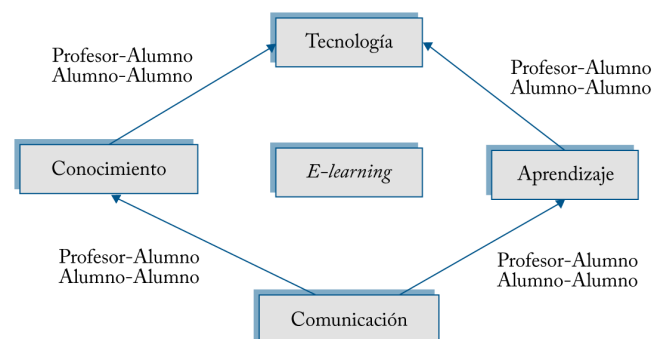 Tecnología
Profesor-Alumno
Alumno-Alumno
Profesor-Alumno
Alumno-Alumno
Conocimiento
E-learning
Aprendizaje
Profesor-Alumno
Alumno-Alumno
Profesor-Alumno
Alumno-Alumno
Comunicación